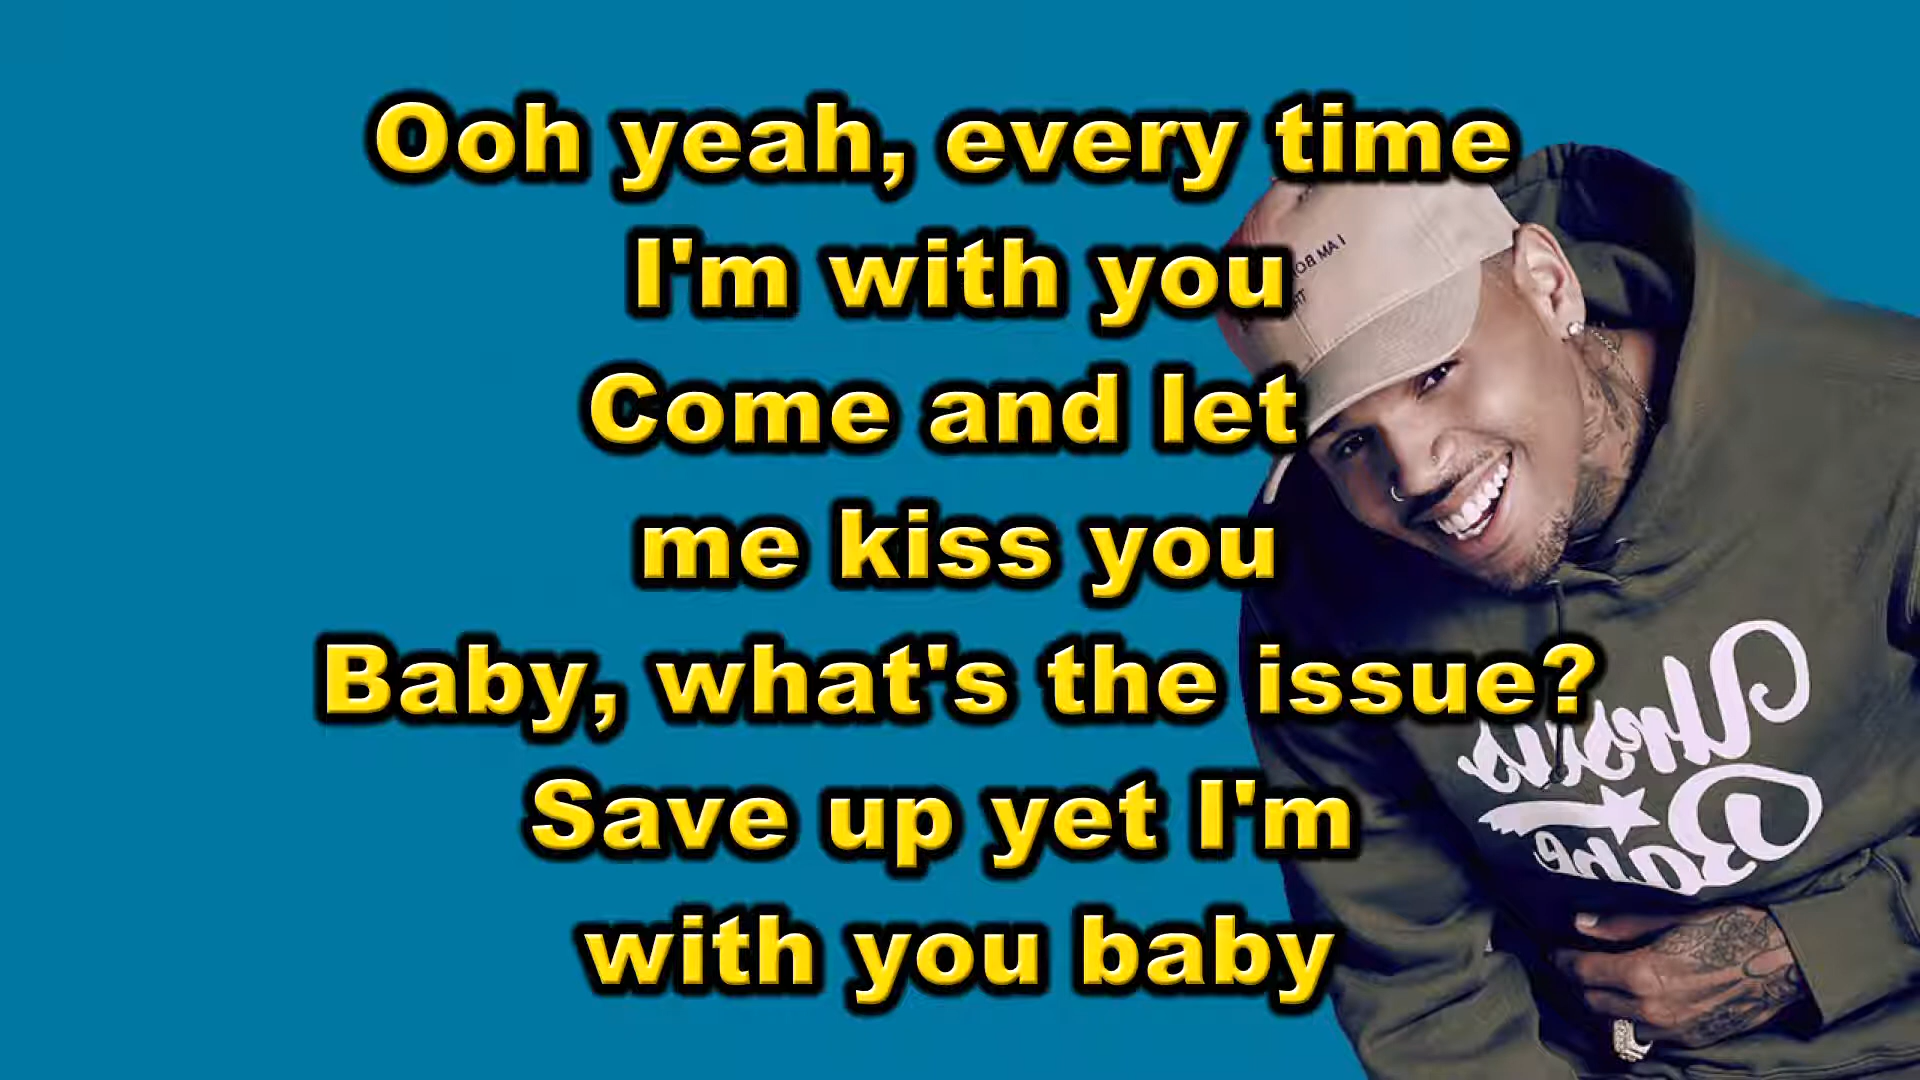 Ooh yeah, every time
I'm with you
Come and let
me kiss you
Baby, what's the issue?
Save up yet I'm
with you baby
I AM